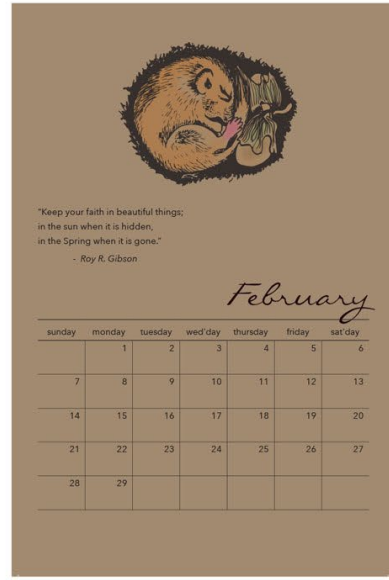 "Keep your faith in beautiful things;
in the sun when it is hidden,
in the Spring when it is gone."
- Roy R. Gibson
February
sunday monday tuesday wed'day thursday friday sat'day
1 2 3 4 5 6
7 8 9 10 11 12 13
14 15 16 17 18 19 20
21 22 23 24 25 26 27
28 29